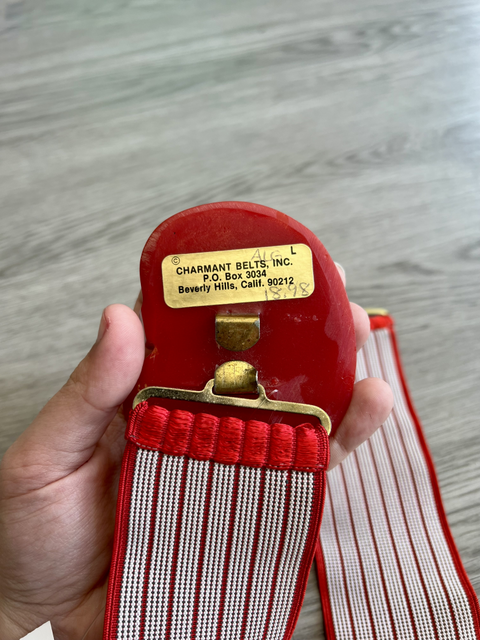 © L
CHARMANT BELTS, INC.
P.O. Box 3034
Beverly Hills, Calif. 90212
18.98